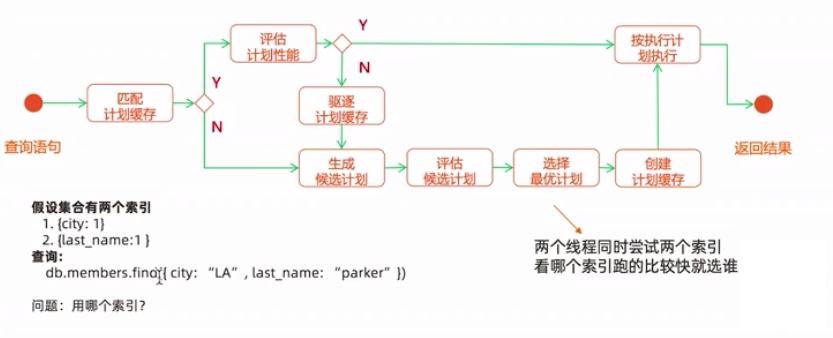 查询语句
匹配
计划缓存
Y
N
评估
计划性能
Y
N
驱逐
计划缓存
生成
候选计划
评估
候选计划
选择
最优计划
创建
计划缓存
按执行计
划执行
返回结果
假设集合有两个索引
1. {city: 1}
2. {last_name:1 }
查询:
db.members.find({ city: “LA” , last_name: “parker” })
问题: 用哪个索引?
两个线程同时尝试两个索引
看哪个索引跑的比较快就选谁